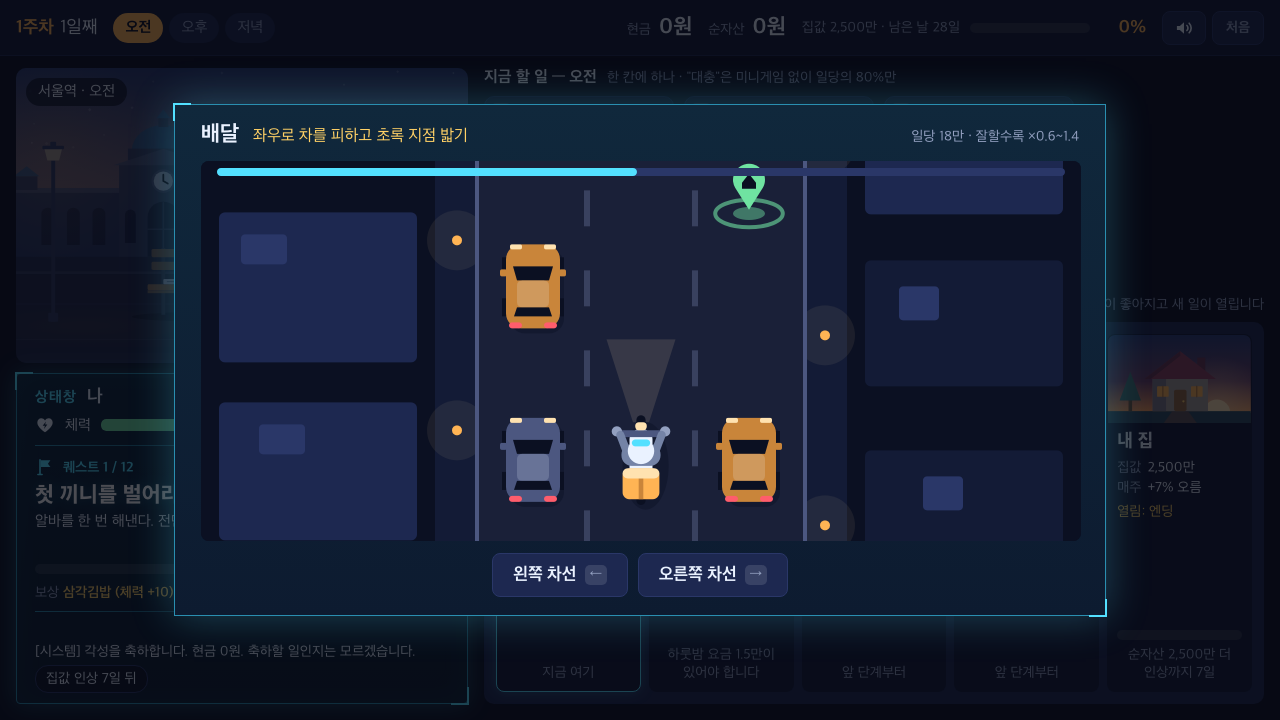 1주차 1일째 오전 오후 저녁
현금 0원 순자산 0원 집값 2,500만 · 남은 날 28일 0% 처음
서울역 · 오전
지금 할 일 — 오전 한 칸에 하나 · "대충"은 미니게임 없이 일당의 80%만
배달 좌우로 차를 피하고 초록 지점 밟기
일당 18만 · 잘할수록 ×0.6~1.4
왼쪽 차선 ←
오른쪽 차선 →
이 좋아지고 새 일이 열립니다
상태창 나
체력
퀘스트 1 / 12
첫 끼니를 벌어라
알바를 한 번 해낸다.
보상 삼각김밥 (체력 +10)
[시스템] 각성을 축하합니다. 현금 0원. 축하할 일인지는 모르겠습니다.
집값 인상 7일 뒤
지금 여기
하룻밤 요금 1.5만이
있어야 합니다
앞 단계부터
앞 단계부터
내 집
집값 2,500만
매주 +7% 오름
열림: 엔딩
순자산 2,500만 더
인상까지 7일